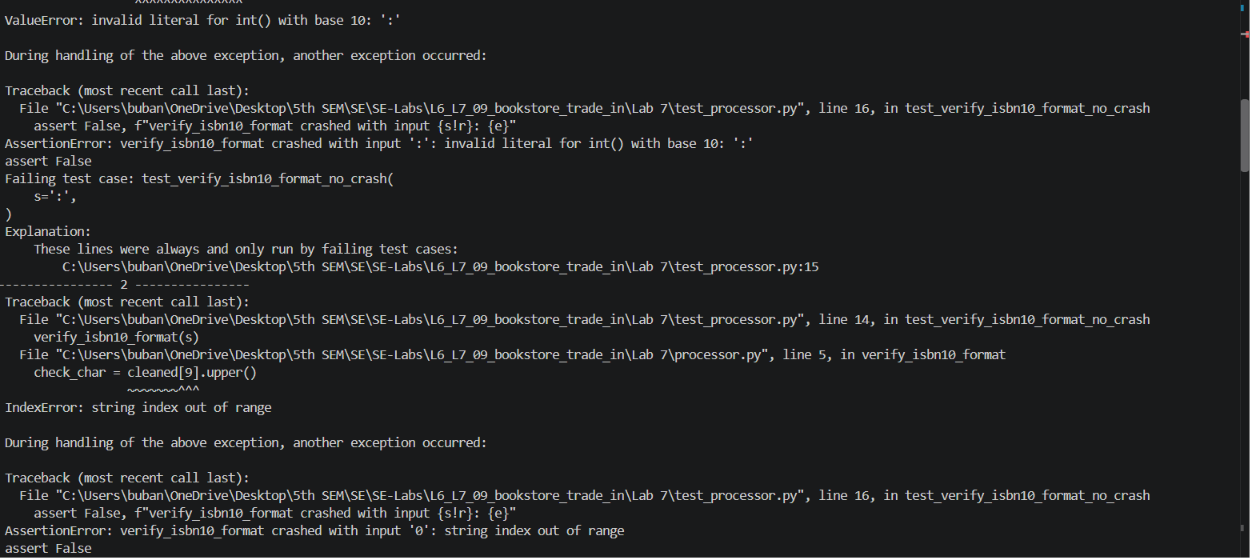 ^^^^^^^^^^^^^^^
ValueError: invalid literal for int() with base 10: ':'
During handling of the above exception, another exception occurred:
Traceback (most recent call last):
  File "C:\Users\buban\OneDrive\Desktop\5th SEM\SE\SE-Labs\L6_L7_09_bookstore_trade_in\Lab 7\test_processor.py", line 16, in test_verify_isbn10_format_no_crash
    assert False, f"verify_isbn10_format crashed with input {s!r}: {e}"
AssertionError: verify_isbn10_format crashed with input ':': invalid literal for int() with base 10: ':'
assert False
Failing test case: test_verify_isbn10_format_no_crash(
    s=':',
)
Explanation:
    These lines were always and only run by failing test cases:
        C:\Users\buban\OneDrive\Desktop\5th SEM\SE\SE-Labs\L6_L7_09_bookstore_trade_in\Lab 7\test_processor.py:15
---------------- 2 ----------------
Traceback (most recent call last):
  File "C:\Users\buban\OneDrive\Desktop\5th SEM\SE\SE-Labs\L6_L7_09_bookstore_trade_in\Lab 7\test_processor.py", line 14, in test_verify_isbn10_format_no_crash
    verify_isbn10_format(s)
  File "C:\Users\buban\OneDrive\Desktop\5th SEM\SE\SE-Labs\L6_L7_09_bookstore_trade_in\Lab 7\processor.py", line 5, in verify_isbn10_format
    check_char = cleaned[9].upper()
                 ~~~~~~~^^^
IndexError: string index out of range
During handling of the above exception, another exception occurred:
Traceback (most recent call last):
  File "C:\Users\buban\OneDrive\Desktop\5th SEM\SE\SE-Labs\L6_L7_09_bookstore_trade_in\Lab 7\test_processor.py", line 16, in test_verify_isbn10_format_no_crash
    assert False, f"verify_isbn10_format crashed with input {s!r}: {e}"
AssertionError: verify_isbn10_format crashed with input '0': string index out of range
assert False